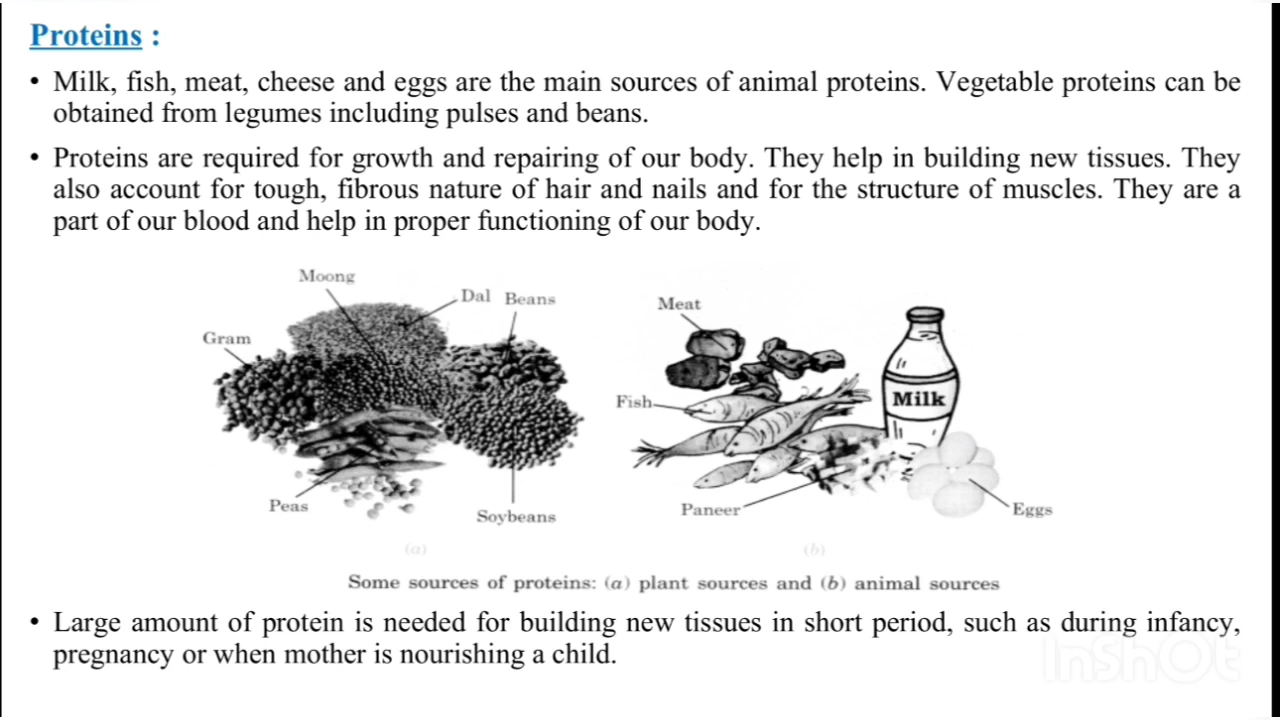 Proteins :
• Milk, fish, meat, cheese and eggs are the main sources of animal proteins. Vegetable proteins can be
obtained from legumes including pulses and beans.
• Proteins are required for growth and repairing of our body. They help in building new tissues. They
also account for tough, fibrous nature of hair and nails and for the structure of muscles. They are a
part of our blood and help in proper functioning of our body.
Moong
Dal
Beans
Gram
Peas
Soybeans
(a)
Meat
Fish
Milk
Paneer
Eggs
(b)
Some sources of proteins: (a) plant sources and (b) animal sources
• Large amount of protein is needed for building new tissues in short period, such as during infancy,
pregnancy or when mother is nourishing a child.
InShOt